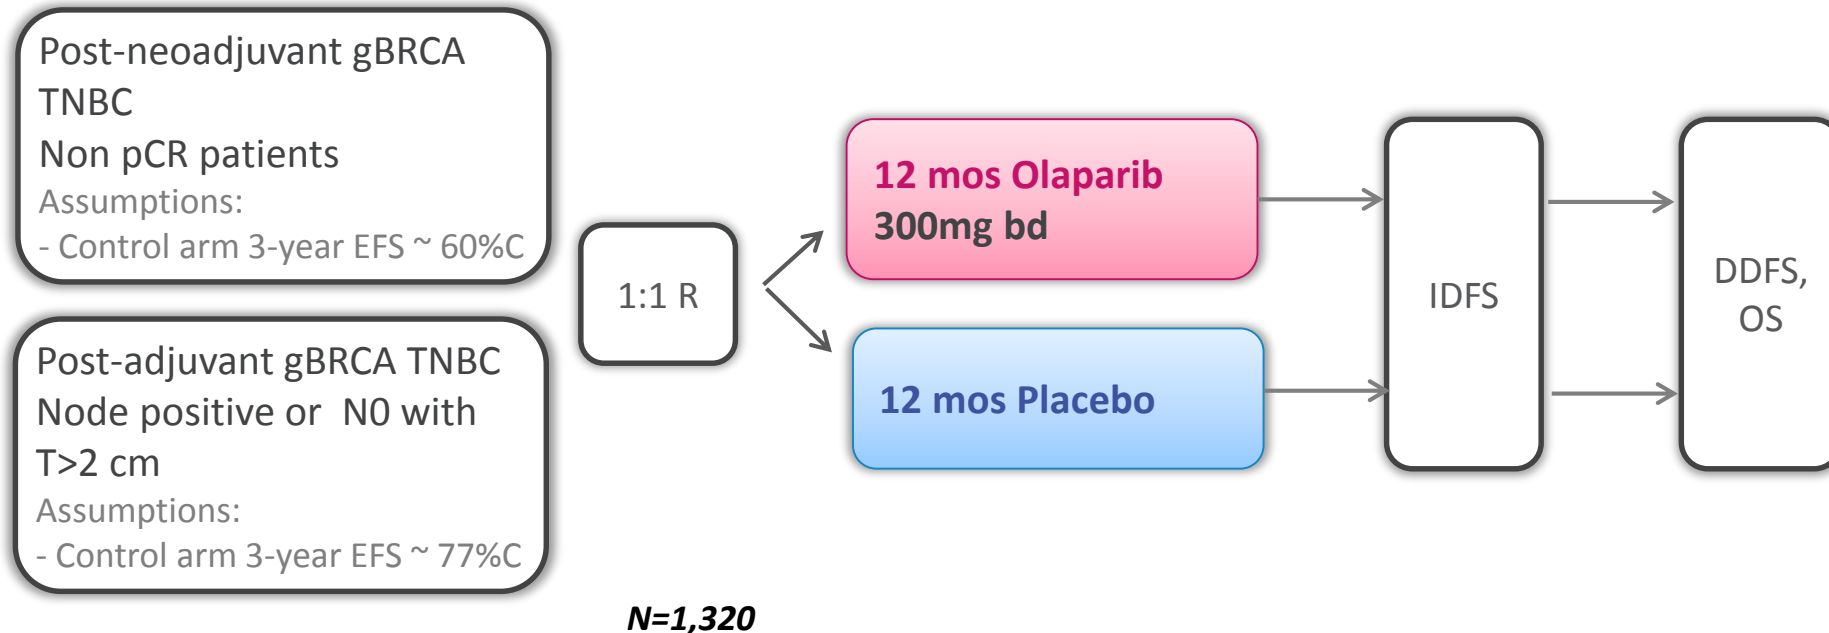 Post-neoadjuvant gBRCA
TNBC
Non pCR patients
Assumptions:
- Control arm 3-year EFS ~ 60%C
Post-adjuvant gBRCA TNBC
Node positive or N0 with
T>2 cm
Assumptions:
- Control arm 3-year EFS ~ 77%C
1:1 R
12 mos Olaparib
300mg bd
12 mos Placebo
IDFS
DDFS,
OS
N=1,320